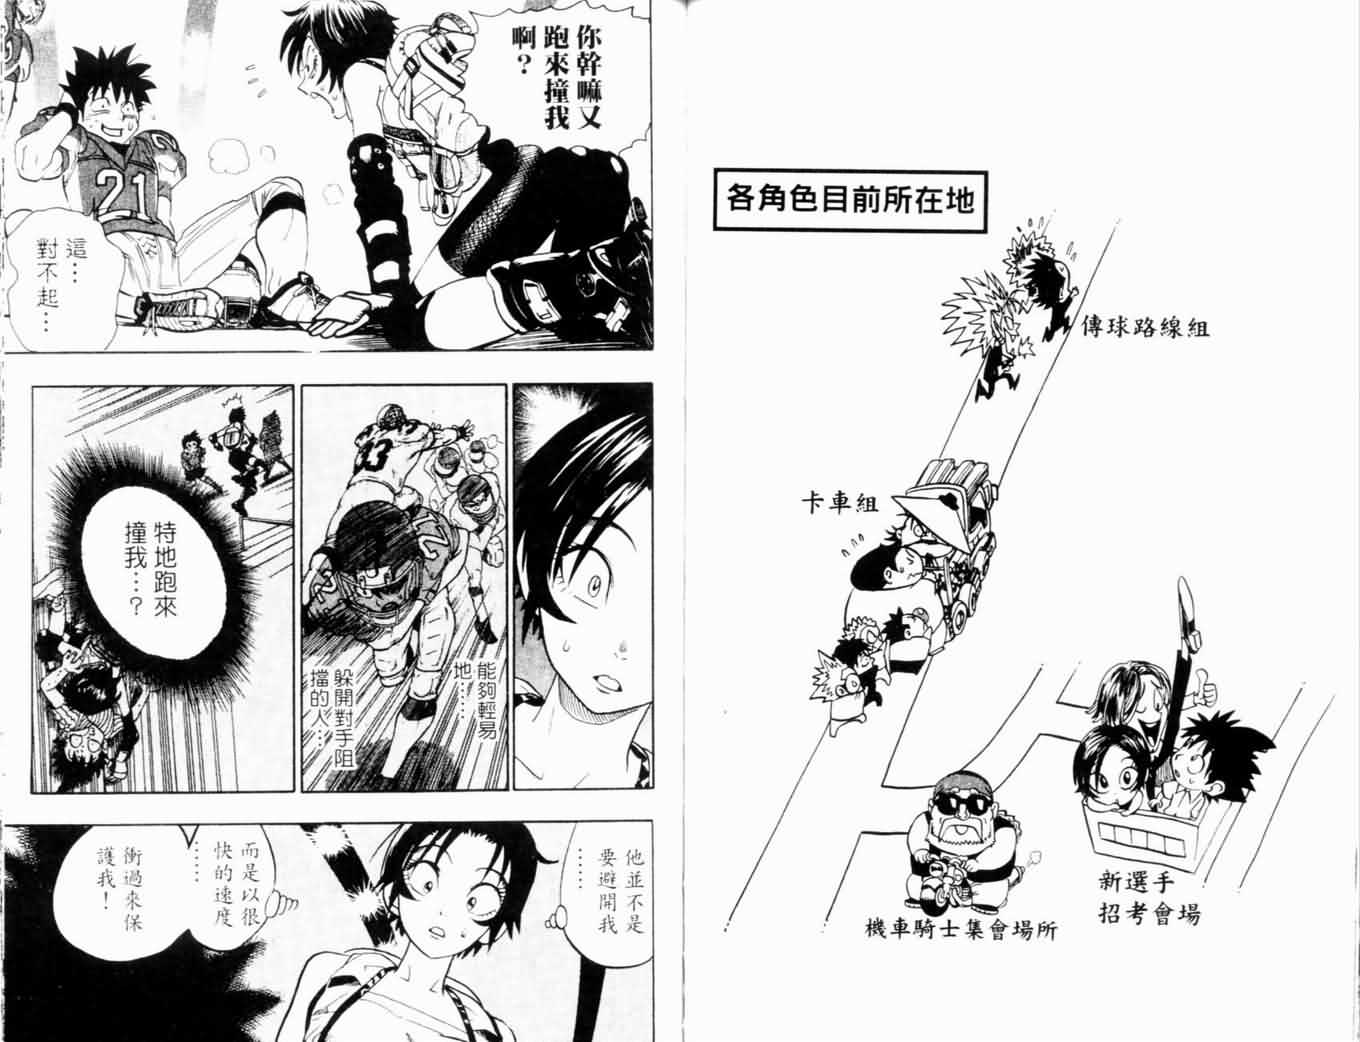 各角色目前所在地
傳球路線組
卡車組
新選手
招考會場
機車騎士集會場所
你幹嘛又
跑來撞我
啊？
21
這…
對不起…
33
21
能夠輕易
地……
躲開對手阻
擋的人……
特地跑來
撞我…？
他並不是
要避開我
……
而是以很
快的速度
……
衝過來保
護我！